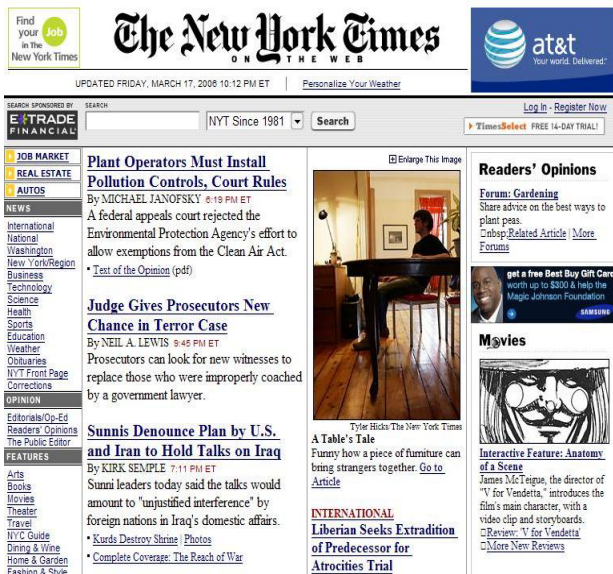 Find
your Job
in The
New York Times
The New York Times
ON THE WEB
at&t
Your world. Delivered.
UPDATED FRIDAY, MARCH 17, 2006 10:12 PM ET | Personalize Your Weather
SEARCH SPONSORED BY
E*TRADE
FINANCIAL
SEARCH
NYT Since 1981
Search
Log In - Register Now
TimesSelect FREE 14-DAY TRIAL!
JOB MARKET
REAL ESTATE
AUTOS
NEWS
International
National
Washington
New York/Region
Business
Technology
Science
Health
Sports
Education
Weather
Obituaries
NYT Front Page
Corrections
OPINION
Editorials/Op-Ed
Readers' Opinions
The Public Editor
FEATURES
Arts
Books
Movies
Theater
Travel
NYC Guide
Dining & Wine
Home & Garden
Fashion & Style
Plant Operators Must Install
Pollution Controls, Court Rules
By MICHAEL JANOFSKY 6:19 PM ET
A federal appeals court rejected the
Environmental Protection Agency's effort to
allow exemptions from the Clean Air Act.
▪ Text of the Opinion (pdf)
Judge Gives Prosecutors New
Chance in Terror Case
By NEIL A. LEWIS 9:45 PM ET
Prosecutors can look for new witnesses to
replace those who were improperly coached
by a government lawyer.
Sunnis Denounce Plan by U.S.
and Iran to Hold Talks on Iraq
By KIRK SEMPLE 7:11 PM ET
Sunni leaders today said the talks would
amount to "unjustified interference" by
foreign nations in Iraq's domestic affairs.
▪ Kurds Destroy Shrine | Photos
▪ Complete Coverage: The Reach of War
Enlarge This Image
Tyler Hicks/The New York Times
A Table's Tale
Funny how a piece of furniture can
bring strangers together. Go to
Article
INTERNATIONAL
Liberian Seeks Extradition
of Predecessor for
Atrocities Trial
Readers' Opinions
Forum: Gardening
Share advice on the best ways to
plant peas.
□nbsp;Related Article | More
Forums
get a free Best Buy Gift Card
worth up to $300 & help the
Magic Johnson Foundation
SAMSUNG
Movies
Interactive Feature: Anatomy
of a Scene
James McTeigue, the director of
"V for Vendetta," introduces the
film's main character, with a
video clip and storyboards.
□Review: 'V for Vendetta'
□More New Reviews